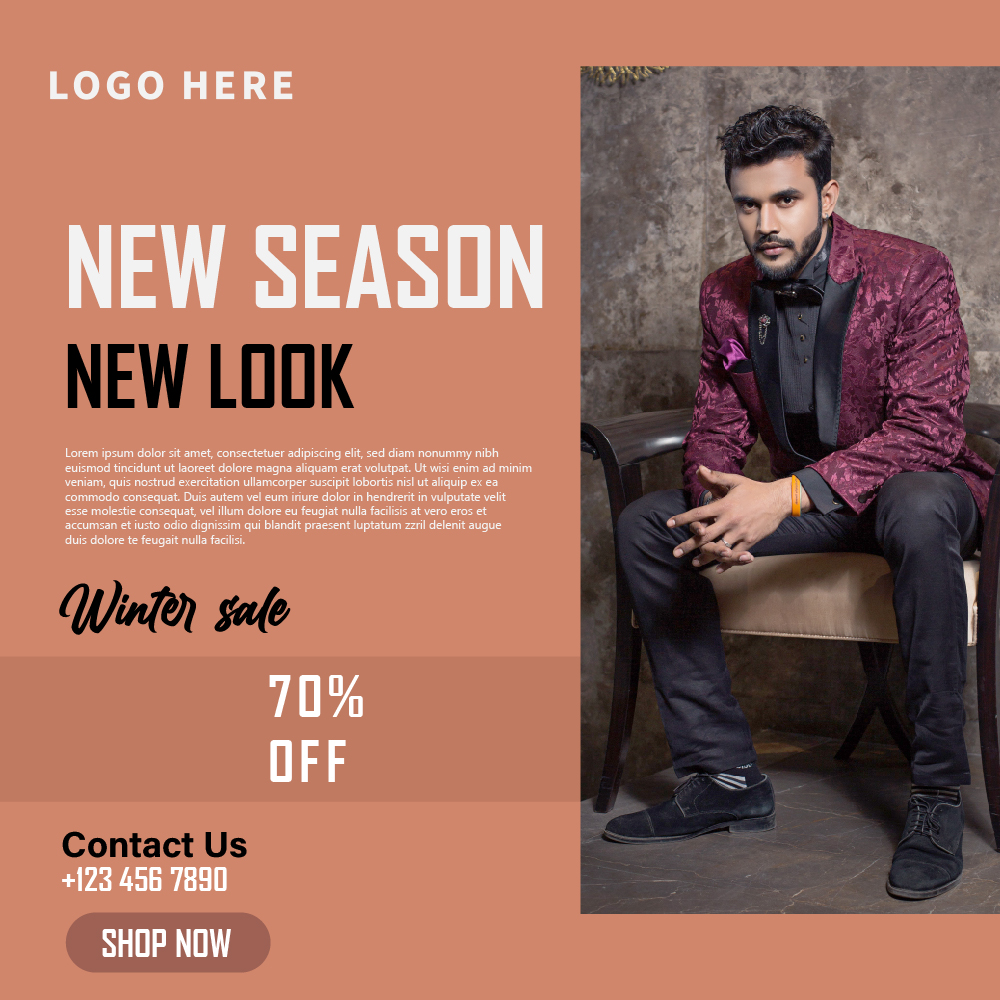 LOGO HERE
NEW SEASON
NEW LOOK
Lorem ipsum dolor sit amet, consectetuer adipiscing elit, sed diam nonummy nibh
euismod tincidunt ut laoreet dolore magna aliquam erat volutpat. Ut wisi enim ad minim
veniam, quis nostrud exercitation ullamcorper suscipit lobortis nisl ut aliquip ex ea
commodo consequat. Duis autem vel eum iriure dolor in hendrerit in vulputate velit
esse molestie consequat, vel illum dolore eu feugiat nulla facilisis at vero eros et
accumsan et iusto odio dignissim qui blandit praesent luptatum zzril delenit augue
duis dolore te feugait nulla facilisi.
Winter sale
70%
OFF
Contact Us
+123 456 7890
SHOP NOW